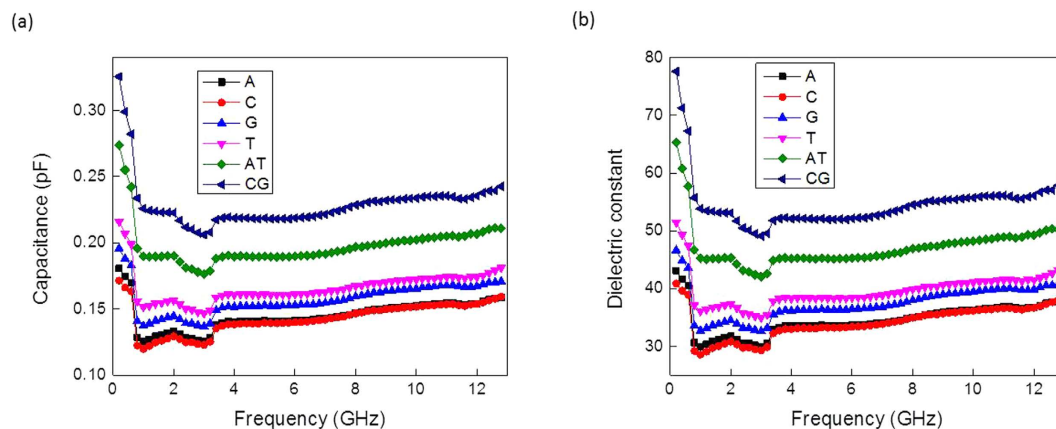 (a)
(b)
Capacitance (pF)
0.30
0.25
0.20
0.15
0.10
A
C
G
T
AT
CG
0 2 4 6 8 10 12
Frequency (GHz)
Dielectric constant
80
70
60
50
40
30
A
C
G
T
AT
CG
0 2 4 6 8 10 12
Frequency (GHz)